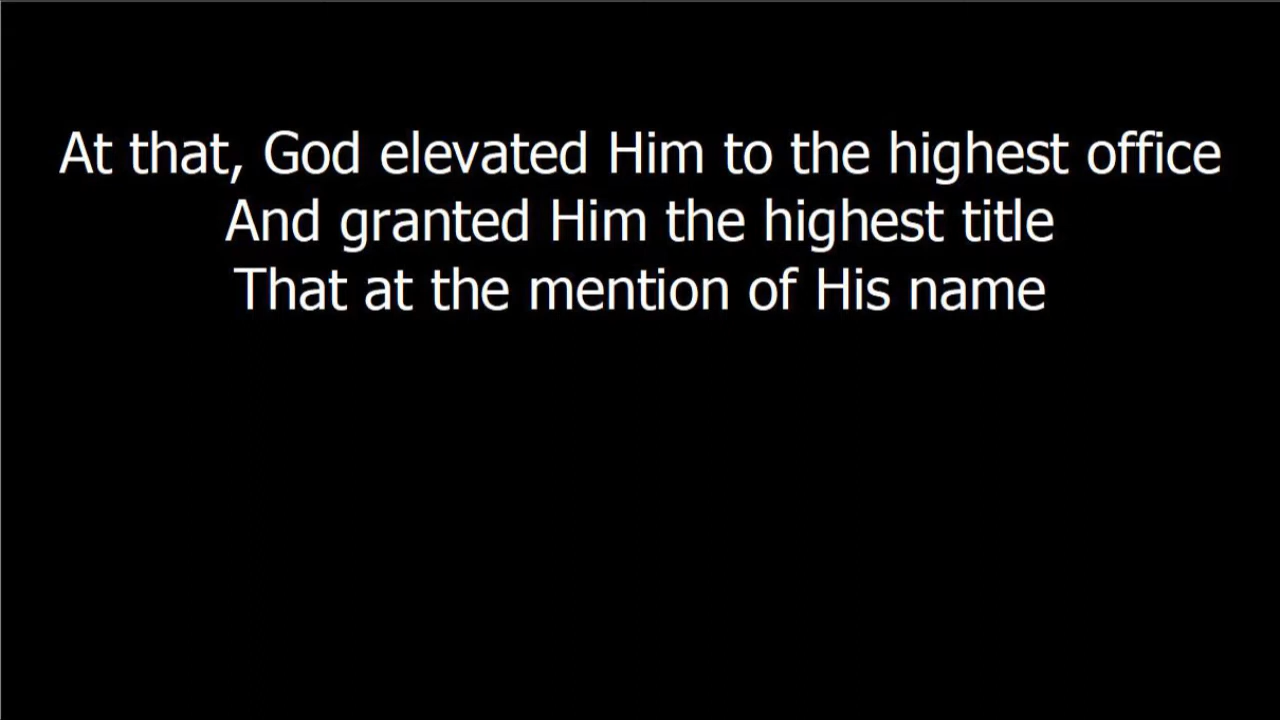 At that, God elevated Him to the highest office
And granted Him the highest title
That at the mention of His name